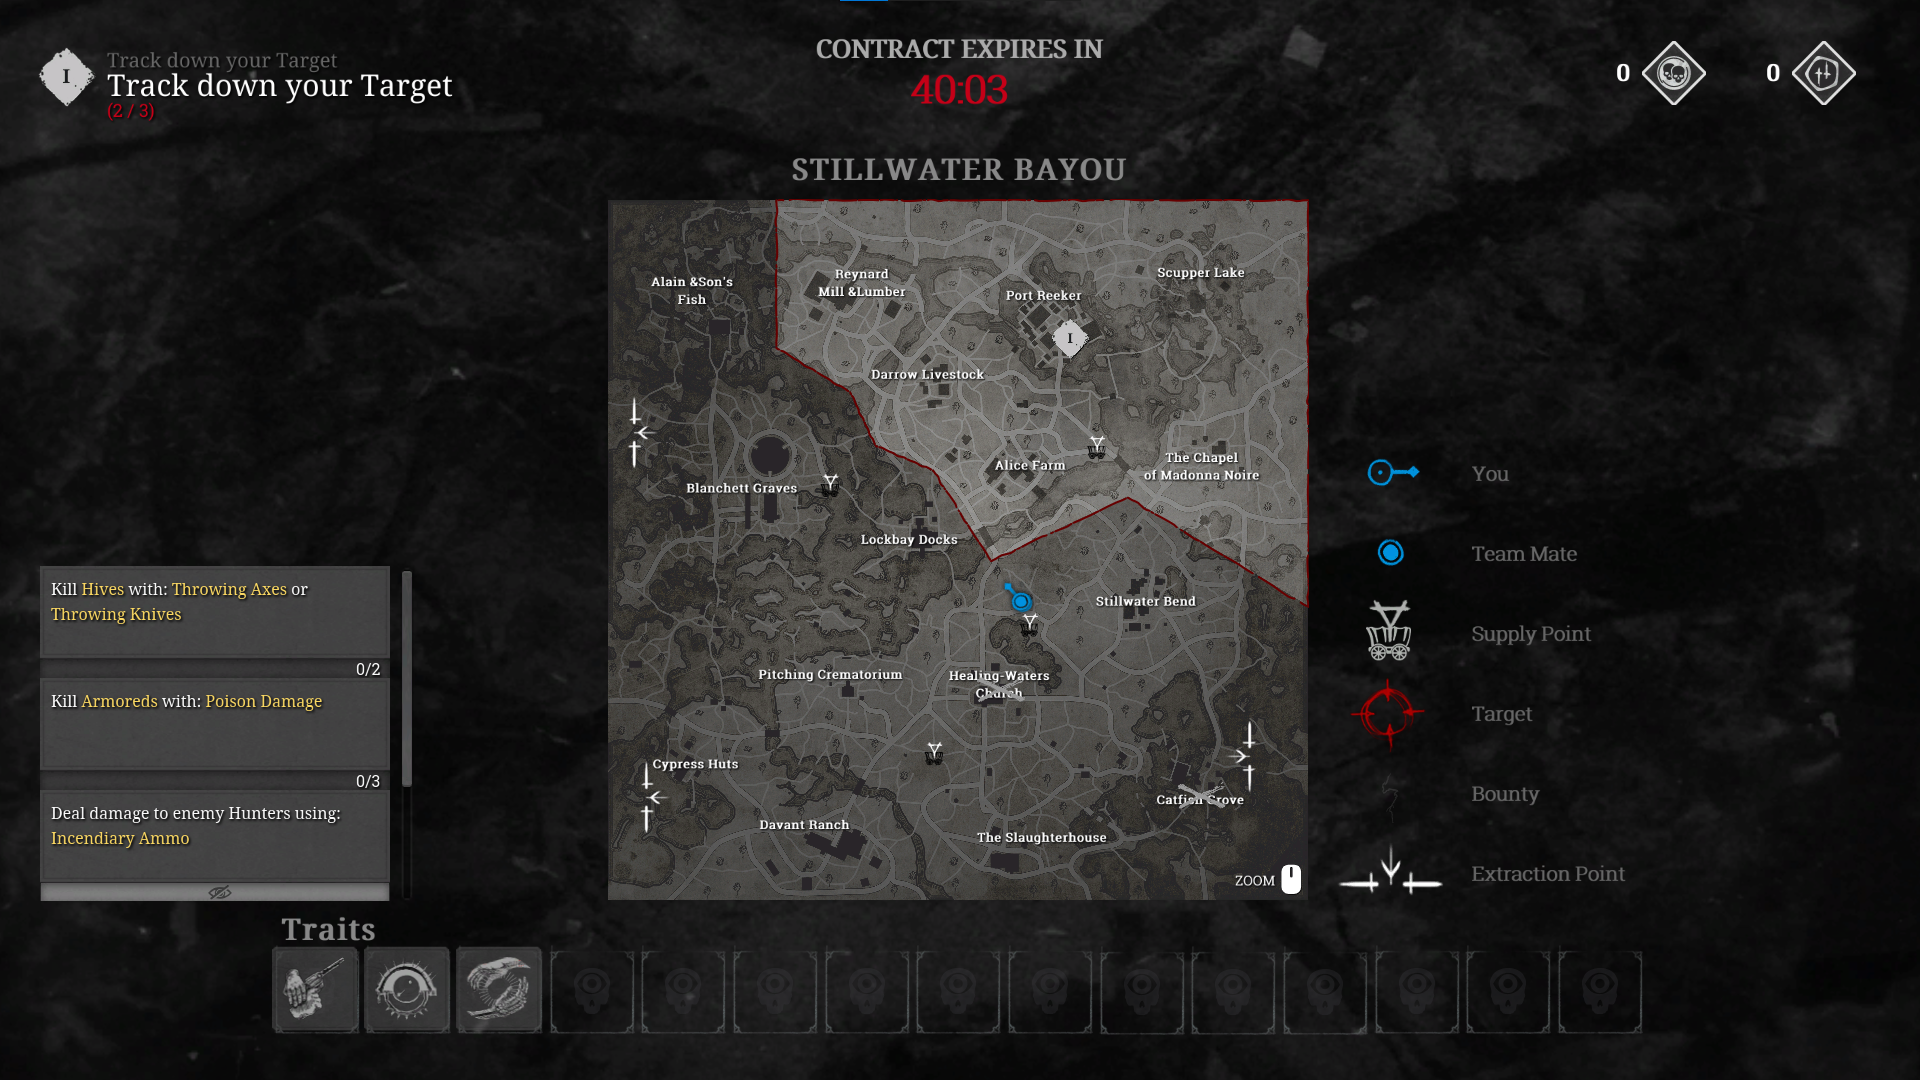 I
Track down your Target
Track down your Target
(2 / 3)
CONTRACT EXPIRES IN
40:03
0
0
STILLWATER BAYOU
Alain &Son's
Fish
Reynard
Mill &Lumber
Port Reeker
Scupper Lake
I
Darrow Livestock
Alice Farm
The Chapel
of Madonna Noire
Blanchett Graves
Lockbay Docks
Stillwater Bend
Pitching Crematorium
Healing-Waters
Church
Cypress Huts
Catfish Grove
Davant Ranch
The Slaughterhouse
ZOOM
You
Team Mate
Supply Point
Target
Bounty
Extraction Point
Kill Hives with: Throwing Axes or
Throwing Knives
0/2
Kill Armoreds with: Poison Damage
0/3
Deal damage to enemy Hunters using:
Incendiary Ammo
Traits